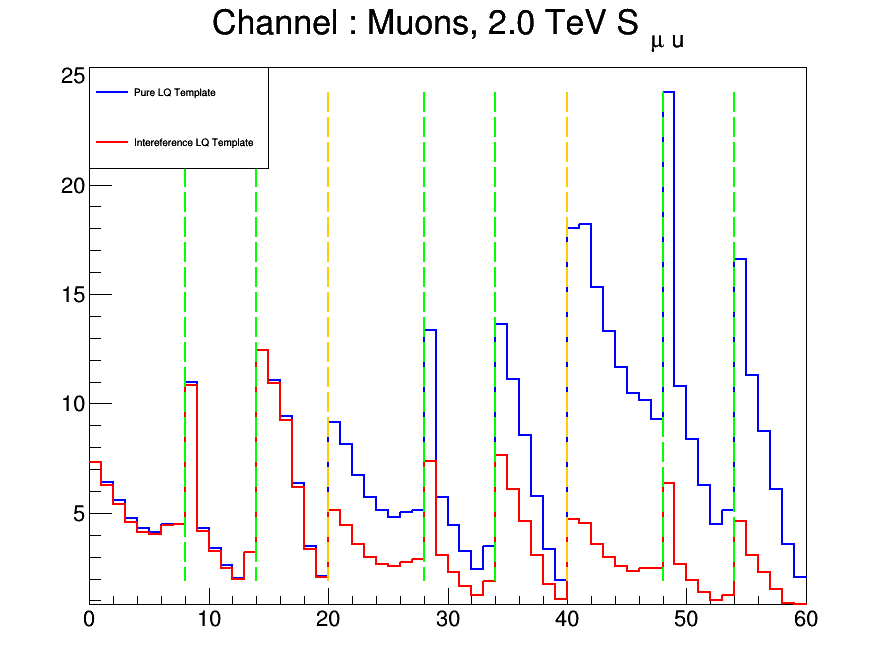 Channel : Muons, 2.0 TeV S μ u
25
Pure LQ Template
Intereference LQ Template
20
15
10
5
0 10 20 30 40 50 60